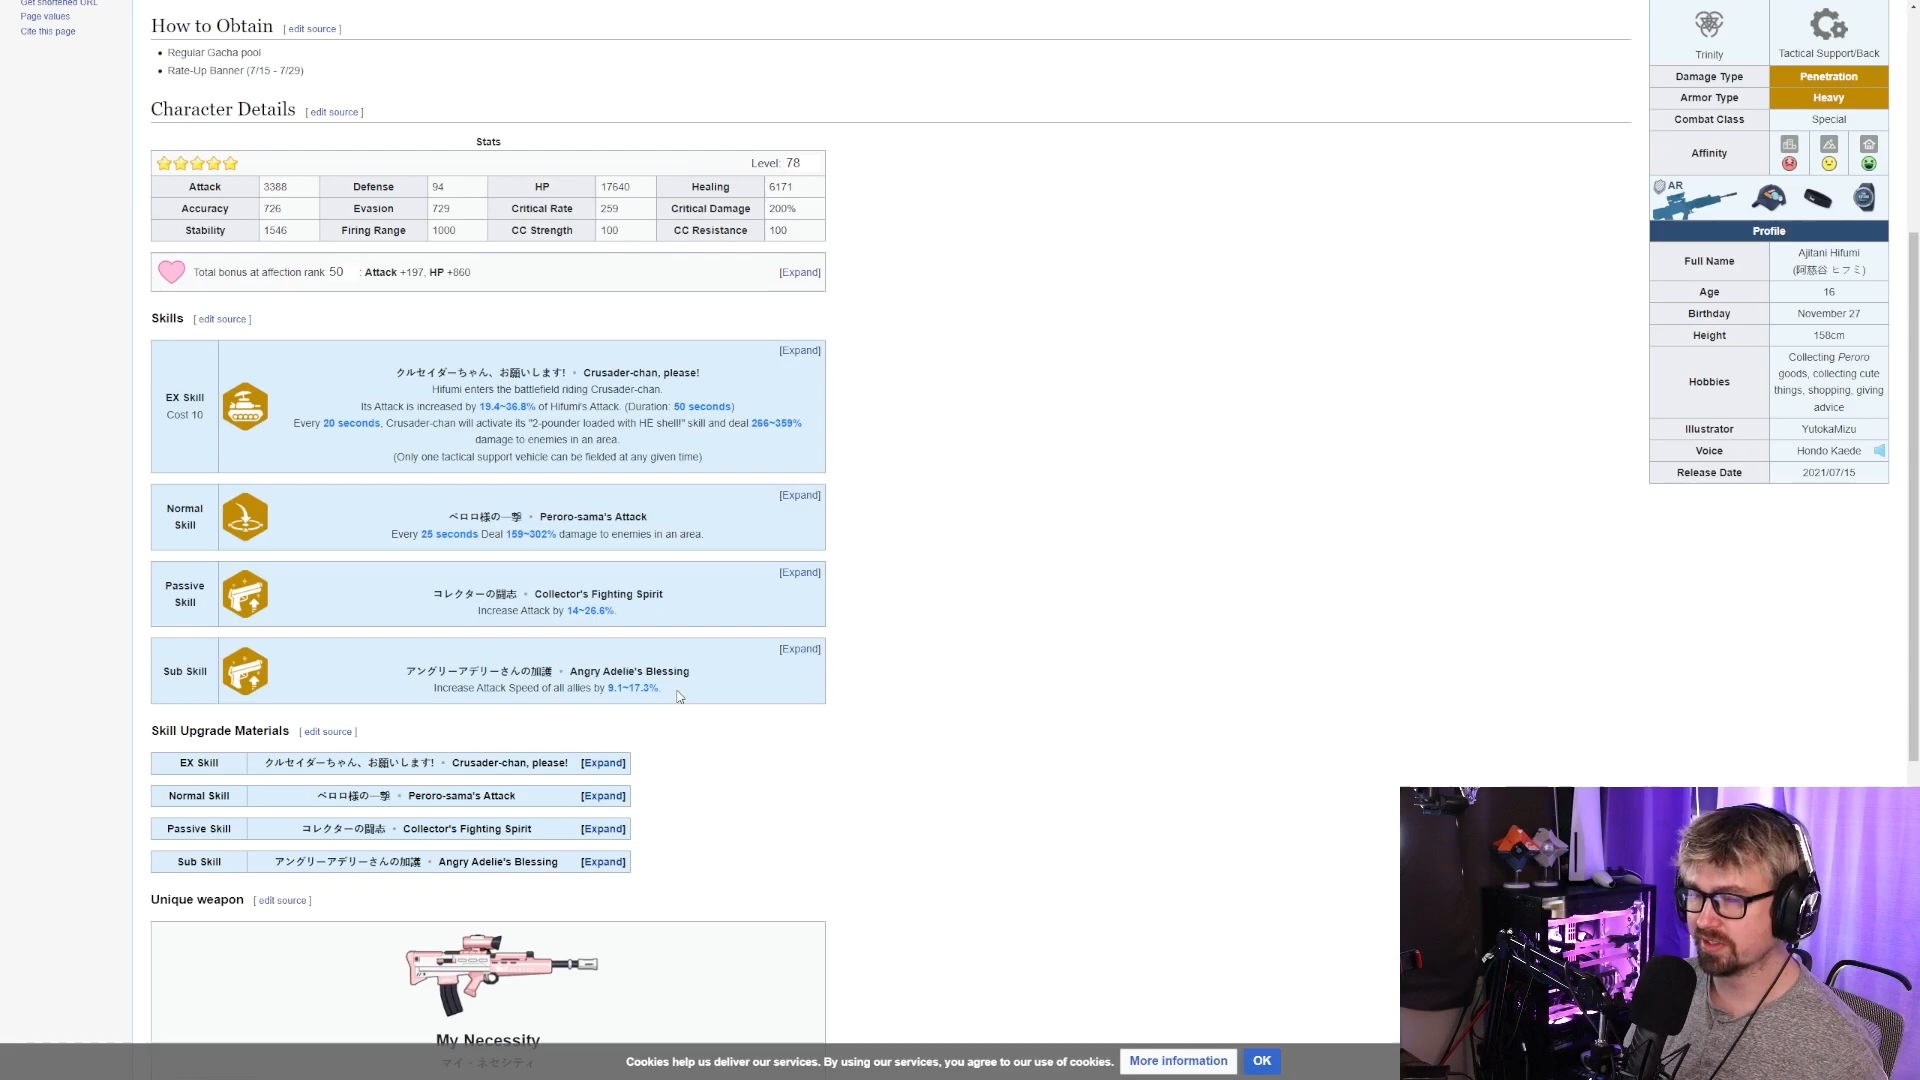 Get shortened URL
Page values
Cite this page
How to Obtain [ edit source ]
Regular Gacha pool
Rate-Up Banner (7/15 - 7/29)
Character Details [ edit source ]
Stats
Level: 78
Attack 3388 Defense 94 HP 17640 Healing 6171
Accuracy 726 Evasion 729 Critical Rate 259 Critical Damage 200%
Stability 1546 Firing Range 1000 CC Strength 100 CC Resistance 100
Total bonus at affection rank 50 : Attack +197, HP +860 [Expand]
Skills [ edit source ]
[Expand]
EX Skill
Cost 10
クルセイダーちゃん、お願いします! • Crusader-chan, please!
Hifumi enters the battlefield riding Crusader-chan.
Its Attack is increased by 19.4~36.8% of Hifumi's Attack. (Duration: 50 seconds)
Every 20 seconds, Crusader-chan will activate its "2-pounder loaded with HE shell!" skill and deal 266~359%
damage to enemies in an area.
(Only one tactical support vehicle can be fielded at any given time)
[Expand]
Normal
Skill
ペロロ様の一撃 • Peroro-sama's Attack
Every 25 seconds Deal 159~302% damage to enemies in an area.
[Expand]
Passive
Skill
コレクターの闘志 • Collector's Fighting Spirit
Increase Attack by 14~26.6%.
[Expand]
Sub Skill
アングリーアデリーさんの加護 • Angry Adelie's Blessing
Increase Attack Speed of all allies by 9.1~17.3%.
Skill Upgrade Materials [ edit source ]
EX Skill クルセイダーちゃん、お願いします! • Crusader-chan, please! [Expand]
Normal Skill ペロロ様の一撃 • Peroro-sama's Attack [Expand]
Passive Skill コレクターの闘志 • Collector's Fighting Spirit [Expand]
Sub Skill アングリーアデリーさんの加護 • Angry Adelie's Blessing [Expand]
Unique weapon [ edit source ]
My Necessity
マイ・ネセシティ
Trinity Tactical Support/Back
Damage Type Penetration
Armor Type Heavy
Combat Class Special
Affinity
AR
Profile
Full Name Ajitani Hifumi
(阿慈谷 ヒフミ)
Age 16
Birthday November 27
Height 158cm
Hobbies Collecting Peroro
goods, collecting cute
things, shopping, giving
advice
Illustrator YutokaMizu
Voice Hondo Kaede
Release Date 2021/07/15
Cookies help us deliver our services. By using our services, you agree to our use of cookies. More information OK